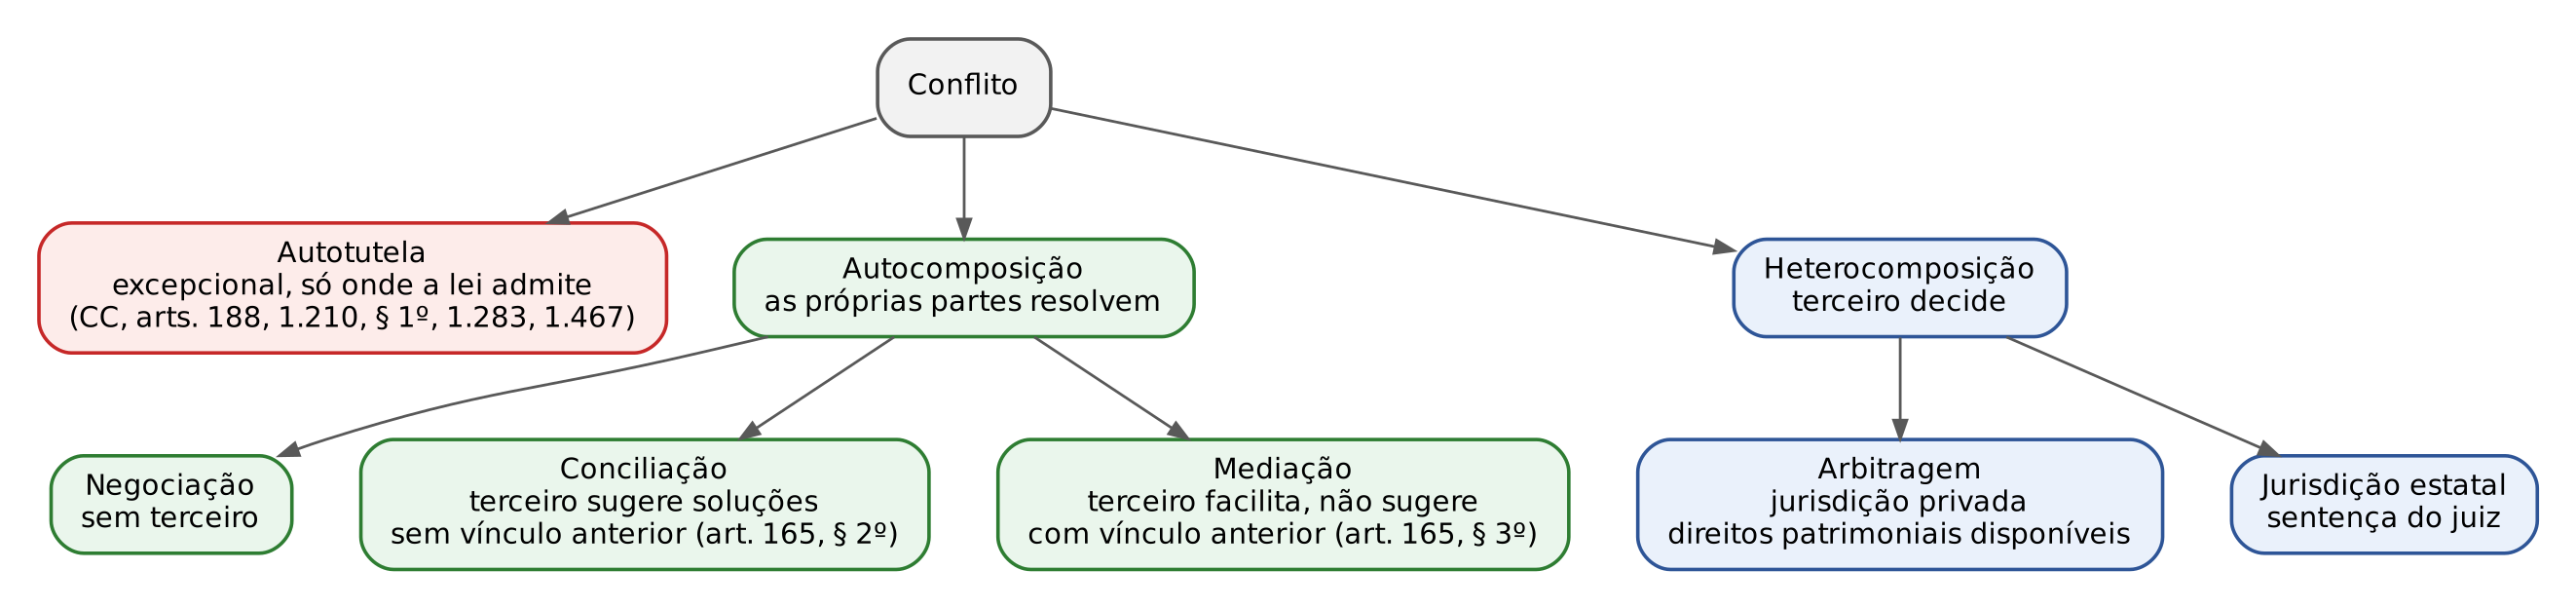 Conflito
Autotutela
excepcional, só onde a lei admite
(CC, arts. 188, 1.210, § 1º, 1.283, 1.467)
Autocomposição
as próprias partes resolvem
Heterocomposição
terceiro decide
Negociação
sem terceiro
Conciliação
terceiro sugere soluções
sem vínculo anterior (art. 165, § 2º)
Mediação
terceiro facilita, não sugere
com vínculo anterior (art. 165, § 3º)
Arbitragem
jurisdição privada
direitos patrimoniais disponíveis
Jurisdição estatal
sentença do juiz